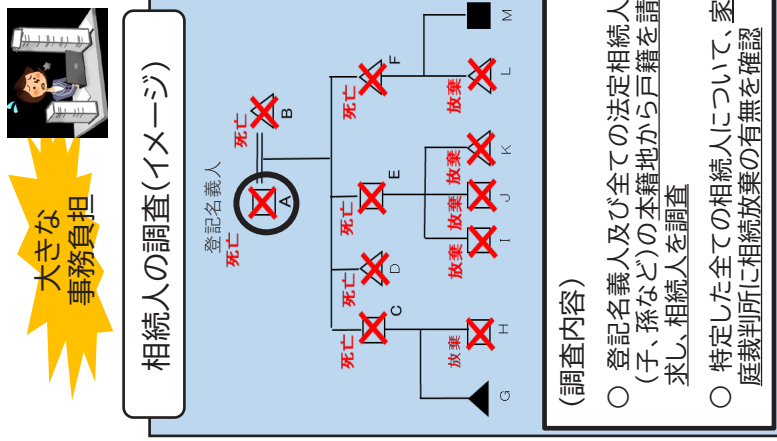 大きな
事務負担
相続人の調査(イメージ)
登記名義人
死亡
A
死亡
B
死亡
C
死亡
D
死亡
E
死亡
F
G
放棄
H
放棄
I
放棄
J
放棄
K
放棄
L
M
(調査内容)
○ 登記名義人及び全ての法定相続人
(子、孫など)の本籍地から戸籍を請
求し、相続人を調査
○ 特定した全ての相続人について、家
庭裁判所に相続放棄の有無を確認